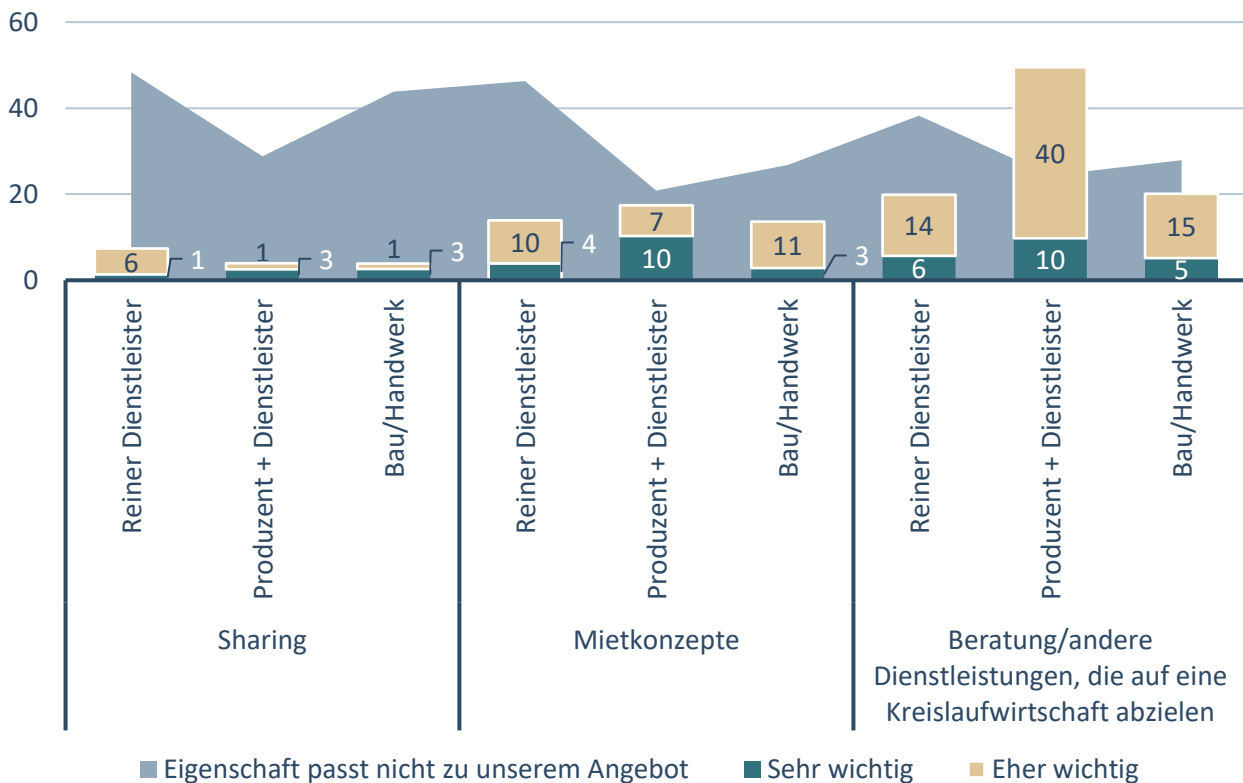 60
40
20
0
6
1
1
3
1
3
10
4
7
10
11
3
14
6
40
10
15
5
Reiner Dienstleister
Produzent + Dienstleister
Bau/Handwerk
Reiner Dienstleister
Produzent + Dienstleister
Bau/Handwerk
Reiner Dienstleister
Produzent + Dienstleister
Bau/Handwerk
Sharing
Mietkonzepte
Beratung/andere
Dienstleistungen, die auf eine
Kreislaufwirtschaft abzielen
Eigenschaft passt nicht zu unserem Angebot
Sehr wichtig
Eher wichtig